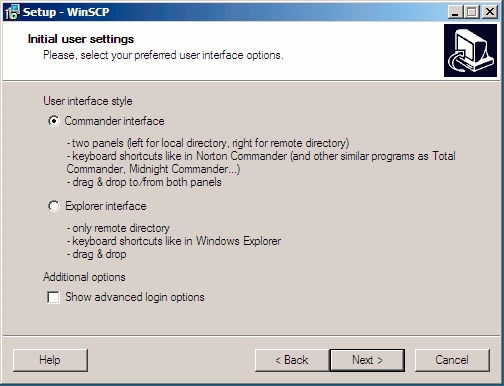 Setup - WinSCP
Initial user settings
Please, select your preferred user interface options.
User interface style
Commander interface
- two panels (left for local directory, right for remote directory)
- keyboard shortcuts like in Norton Commander (and other similar programs as Total
Commander, Midnight Commander...)
- drag & drop to/from both panels
Explorer interface
- only remote directory
- keyboard shortcuts like in Windows Explorer
- drag & drop
Additional options
Show advanced login options
Help
< Back
Next >
Cancel